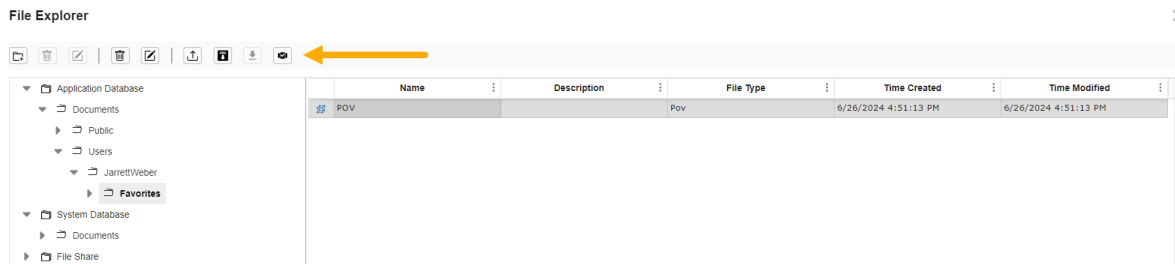 File Explorer
Application Database
Documents
Public
Users
JarrettWeber
Favorites
System Database
Documents
File Share
Name Description File Type Time Created Time Modified
POV Pov 6/26/2024 4:51:13 PM 6/26/2024 4:51:13 PM